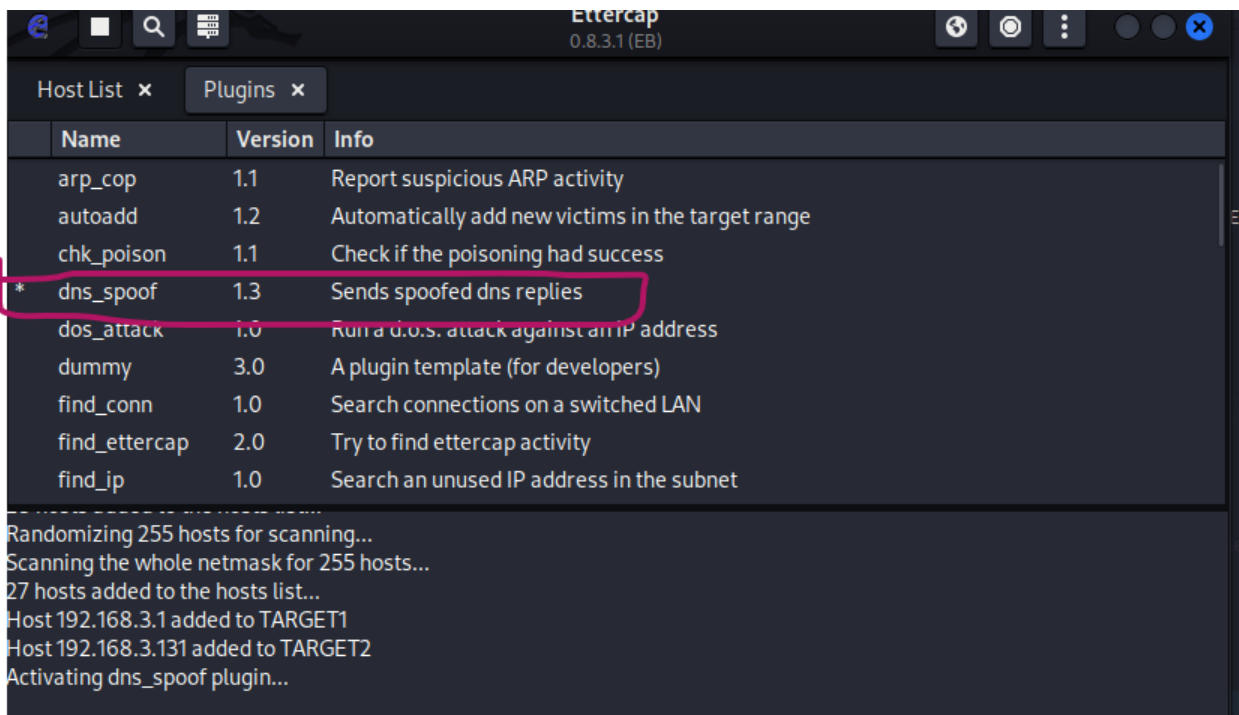 Ettercap
0.8.3.1 (EB)
Host List × Plugins ×
Name Version Info
arp_cop 1.1 Report suspicious ARP activity
autoadd 1.2 Automatically add new victims in the target range
chk_poison 1.1 Check if the poisoning had success
* dns_spoof 1.3 Sends spoofed dns replies
dos_attack 1.0 Run a d.o.s. attack against an IP address
dummy 3.0 A plugin template (for developers)
find_conn 1.0 Search connections on a switched LAN
find_ettercap 2.0 Try to find ettercap activity
find_ip 1.0 Search an unused IP address in the subnet
hosts added to the hosts list...
Randomizing 255 hosts for scanning...
Scanning the whole netmask for 255 hosts...
27 hosts added to the hosts list...
Host 192.168.3.1 added to TARGET1
Host 192.168.3.131 added to TARGET2
Activating dns_spoof plugin...